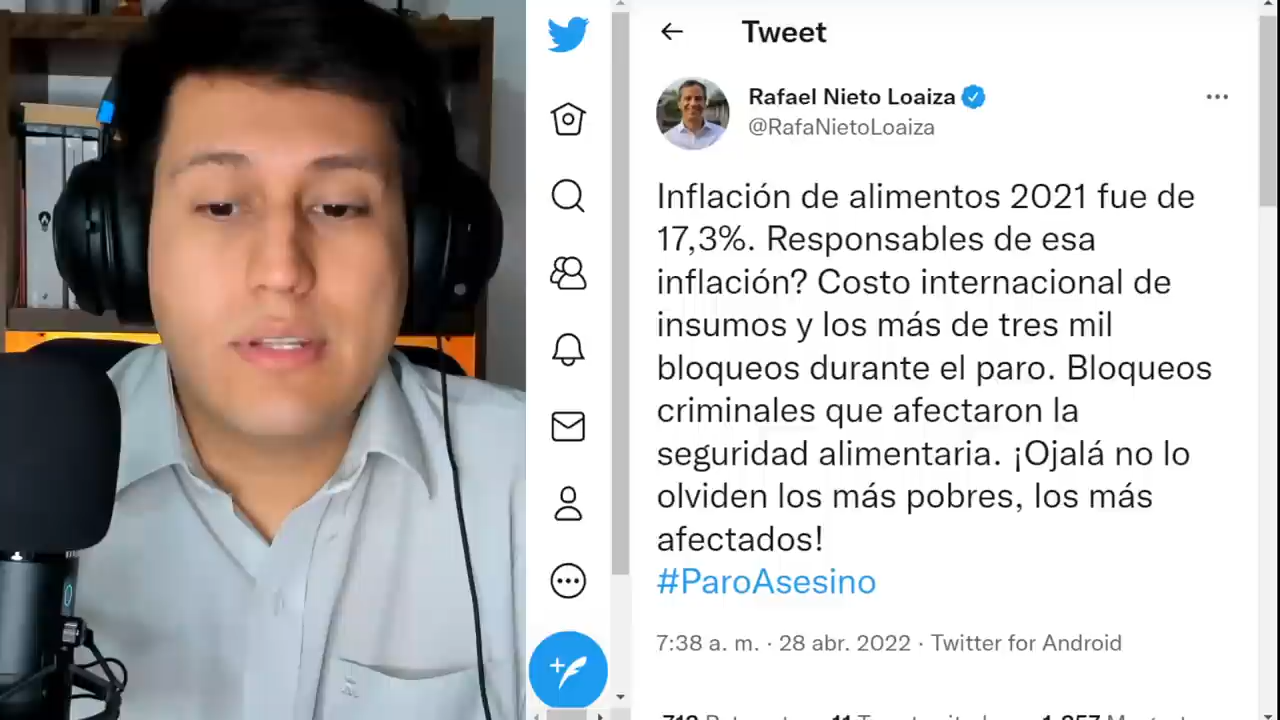 Tweet
Rafael Nieto Loaiza
@RafaNietoLoaiza
Inflación de alimentos 2021 fue de
17,3%. Responsables de esa
inflación? Costo internacional de
insumos y los más de tres mil
bloqueos durante el paro. Bloqueos
criminales que afectaron la
seguridad alimentaria. ¡Ojalá no lo
olviden los más pobres, los más
afectados!
#ParoAsesino
7:38 a. m. · 28 abr. 2022 · Twitter for Android